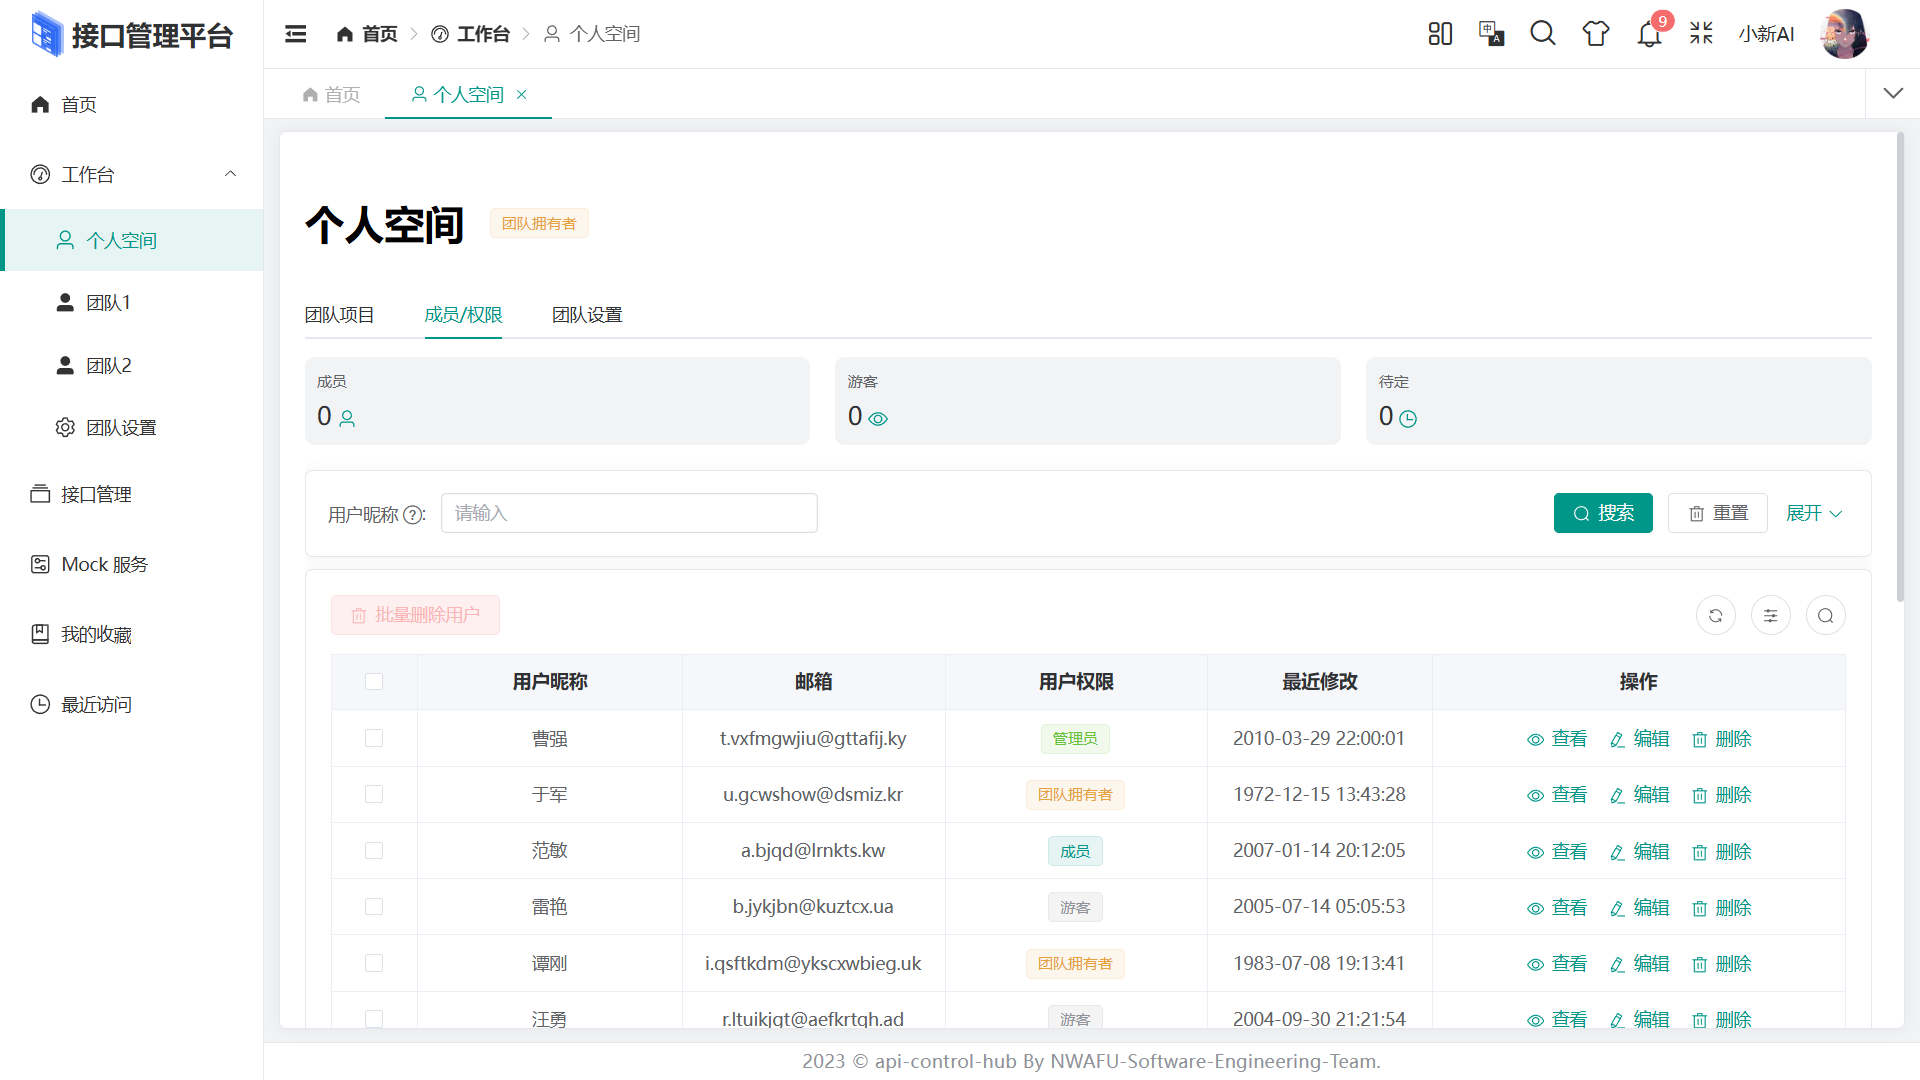 接口管理平台
首页
工作台
个人空间
9
小新AI
首页
个人空间
首页
工作台
个人空间
团队1
团队2
团队设置
接口管理
Mock 服务
我的收藏
最近访问
个人空间
团队拥有者
团队项目
成员/权限
团队设置
成员
0
游客
0
待定
0
用户昵称 ?:
请输入
搜索
重置
展开
批量删除用户
用户昵称 邮箱 用户权限 最近修改 操作
曹强 t.vxfmgwjiu@gttafij.ky 管理员 2010-03-29 22:00:01 查看 编辑 删除
于军 u.gcwshow@dsmiz.kr 团队拥有者 1972-12-15 13:43:28 查看 编辑 删除
范敏 a.bjqd@lrnkts.kw 成员 2007-01-14 20:12:05 查看 编辑 删除
雷艳 b.jykjbn@kuztcx.ua 游客 2005-07-14 05:05:53 查看 编辑 删除
谭刚 i.qsftkdm@ykscxwbieg.uk 团队拥有者 1983-07-08 19:13:41 查看 编辑 删除
汪勇 r.ltuikjgt@aefkrtgh.ad 游客 2004-09-30 21:21:54 查看 编辑 删除
2023 © api-control-hub By NWAFU-Software-Engineering-Team.